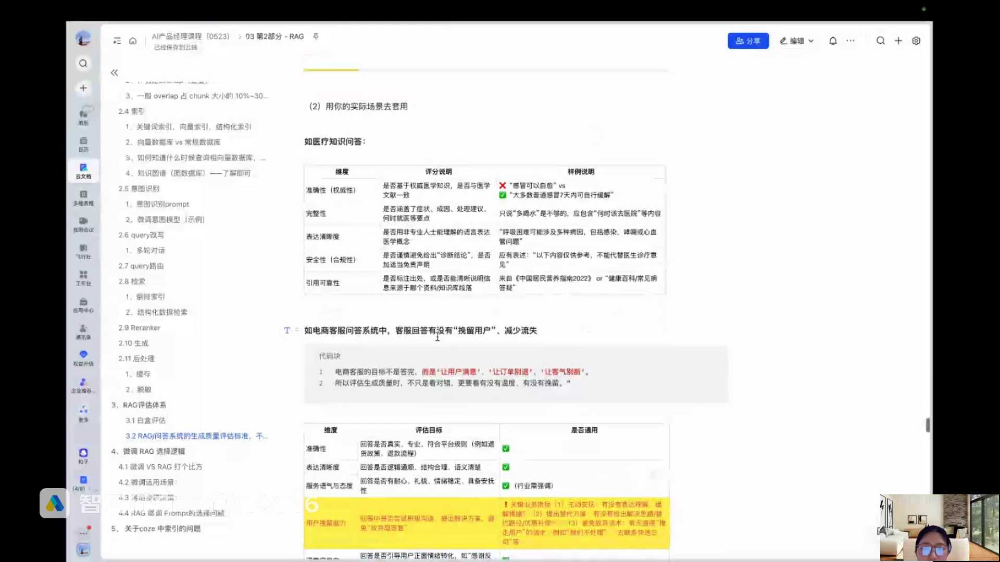 AI产品经理课程（0523） > 03 第2部分 - RAG
已经保存到云端
分享
编辑
消息
日历
云文档
多维表格
视频会议
飞行社
工作台
应用中心
通讯录
权益升级
企业推荐...
更多
3、一般 overlap 占 chunk 大小的 10%~30...
2.4 索引
1、关键词索引，向量索引，结构化索引
2、向量数据库 vs 常规数据库
3、如何知道什么时候查询相向量数据库，...
4、知识图谱（图数据库）——了解即可
2.5 意图识别
1、意图识别prompt
2、微调意图模型（示例）
2.6 query改写
1、多轮对话
2.7 query路由
2.8 检索
1、倒排索引
2、结构化数据检索
2.9 Reranker
2.10 生成
2.11 后处理
1、缓存
2、脱敏
3、RAG评估体系
3.1 白盒评估
3.2 RAG/问答系统的生成质量评估标准，不...
4、微调 RAG 选择逻辑
4.1 微调 VS RAG 打个比方
4.2 微调适用场景：
4.4 RAG 微调 Prompt的选择问题
5、 关于coze 中索引的问题
（2）用你的实际场景去套用
如医疗知识问答：
维度 评分说明 样例说明
准确性（权威性） 是否基于权威医学知识，是否与医学文献一致 ❌ “感冒可以自愈” vs
✅ “大多数普通感冒7天内可自行缓解”
完整性 是否涵盖了症状、成因、处理建议、何时就医等要点 只说“多喝水”是不够的，应包含“何时该去医院”等内容
表达清晰度 是否用非专业人士能理解的语言表达医学概念 “呼吸困难可能涉及多种病因，包括感染、哮喘或心血管问题”
安全性（合规性） 是否谨慎避免给出“诊断结论”，是否加适当免责声明 应有表述：“以下内容仅供参考，不能代替医生诊疗意见”
引用可靠性 是否标注出处，或是否能清晰说明信息来源于哪个资料/知识库段落 来自《中国居民营养指南2022》 or “健康百科/常见病答疑”
如电商客服问答系统中，客服回答有没有“挽留用户”、减少流失
代码块
1 电商客服的目标不是答完，而是‘让用户满意’、‘让订单别退’、‘让客气别断’。
2 所以评估生成质量时，不只是看对错，更要看有没有温度、有没有挽留。”
维度 评估目标 是否通用
准确性 回答是否真实、专业、符合平台规则（例如退货政策、退款流程） ✅
表达清晰度 回答是否逻辑通顺、结构合理、语义清楚 ✅
服务语气与态度 回答是否有耐心、礼貌，情绪稳定、具备安抚性 ✅ （行业需强调）
用户挽留能力 回答中是否尝试积极沟通、提出解决方案、避免“放弃型答复” ❗ 关键业务指标（1）主动安抚：有没有表达理解，缓解情绪 （2）提出替代方案：有没有给出解决思路/替代路径/优惠补偿 （3）避免放弃话术：有无直接“推走用户”的话术 例如“我们不处理” 去联系快递公司”等
回答是否引导用户正面情绪转化，如“感谢反